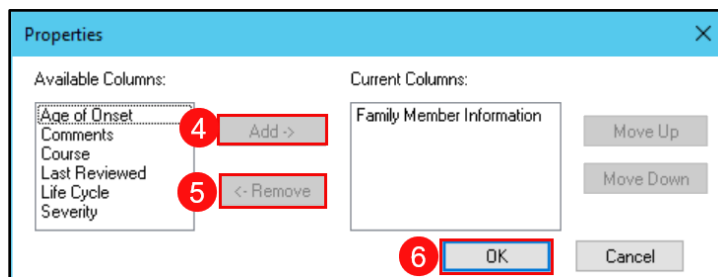 Properties
Available Columns:
Current Columns:
Age of Onset
Comments
Course
Last Reviewed
Life Cycle
Severity
4
Add ->
5
<- Remove
Family Member Information
Move Up
Move Down
6
OK
Cancel